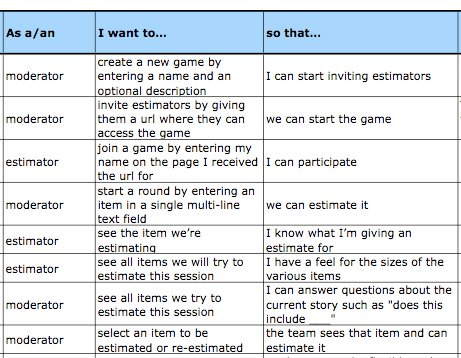 As a/an I want to... so that...
create a new game by
moderator entering a name and an I can start inviting estimators
optional description
invite estimators by giving
moderator them a url where they can we can start the game
access the game
join a game by entering my
estimator name on the page I received I can participate
the url for
start a round by entering an
moderator item in a single multi-line we can estimate it
text field
estimator see the item we’re I know what I’m giving an
estimating estimate for
estimator see all items we will try to I have a feel for the sizes of the
estimate this session various items
I can answer questions about the
moderator see all items we try to current story such as "does this
estimate this session include ___"
moderator select an item to be the team sees that item and can
estimated or re-estimated estimate it